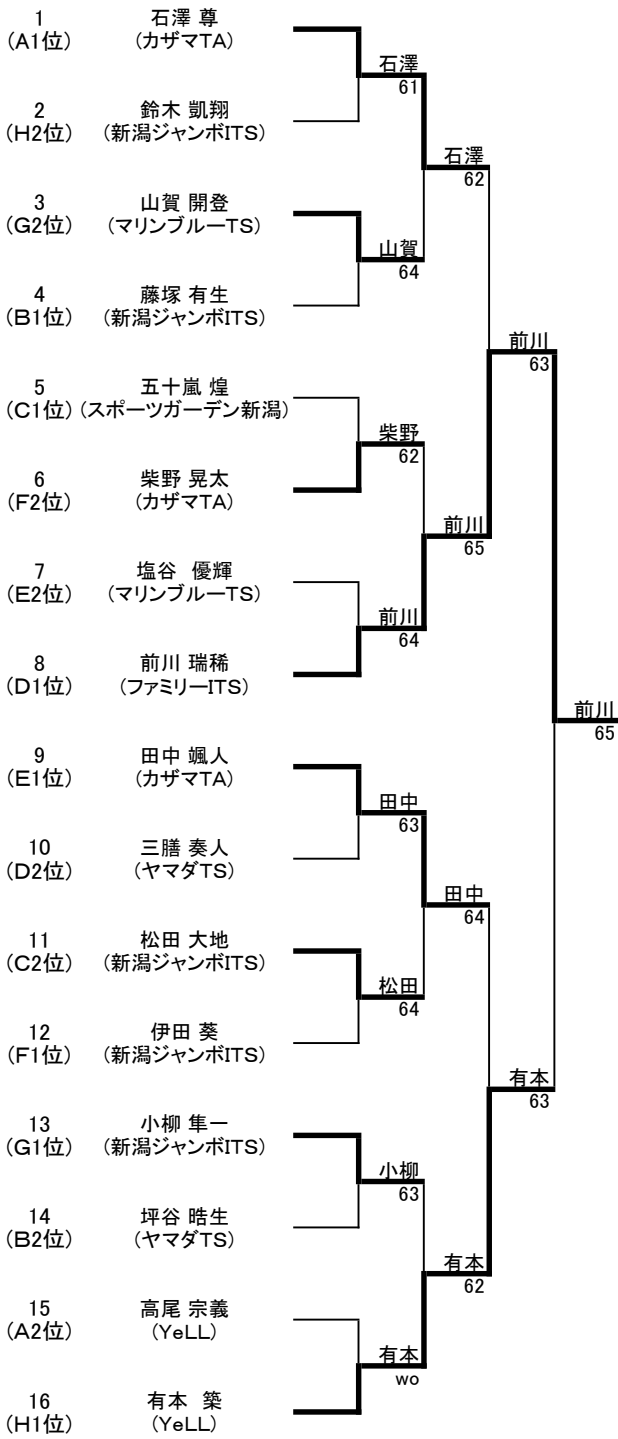 1 石澤 尊
(A1位) (カザマTA)
石澤
61
2 鈴木 凱翔
(H2位) (新潟ジャンボITS)
石澤
62
3 山賀 開登
(G2位) (マリンブルーTS)
山賀
64
4 藤塚 有生
(B1位) (新潟ジャンボITS)
前川
63
5 五十嵐 煌
(C1位) (スポーツガーデン新潟)
柴野
62
6 柴野 晃太
(F2位) (カザマTA)
前川
65
7 塩谷 優輝
(E2位) (マリンブルーTS)
前川
64
8 前川 瑞稀
(D1位) (ファミリーITS)
前川
65
9 田中 颯人
(E1位) (カザマTA)
田中
63
10 三膳 奏人
(D2位) (ヤマダTS)
田中
64
11 松田 大地
(C2位) (新潟ジャンボITS)
松田
64
12 伊田 葵
(F1位) (新潟ジャンボITS)
有本
63
13 小柳 隼一
(G1位) (新潟ジャンボITS)
小柳
63
14 坪谷 晧生
(B2位) (ヤマダTS)
有本
62
15 高尾 宗義
(A2位) (YeLL)
有本
wo
16 有本 築
(H1位) (YeLL)